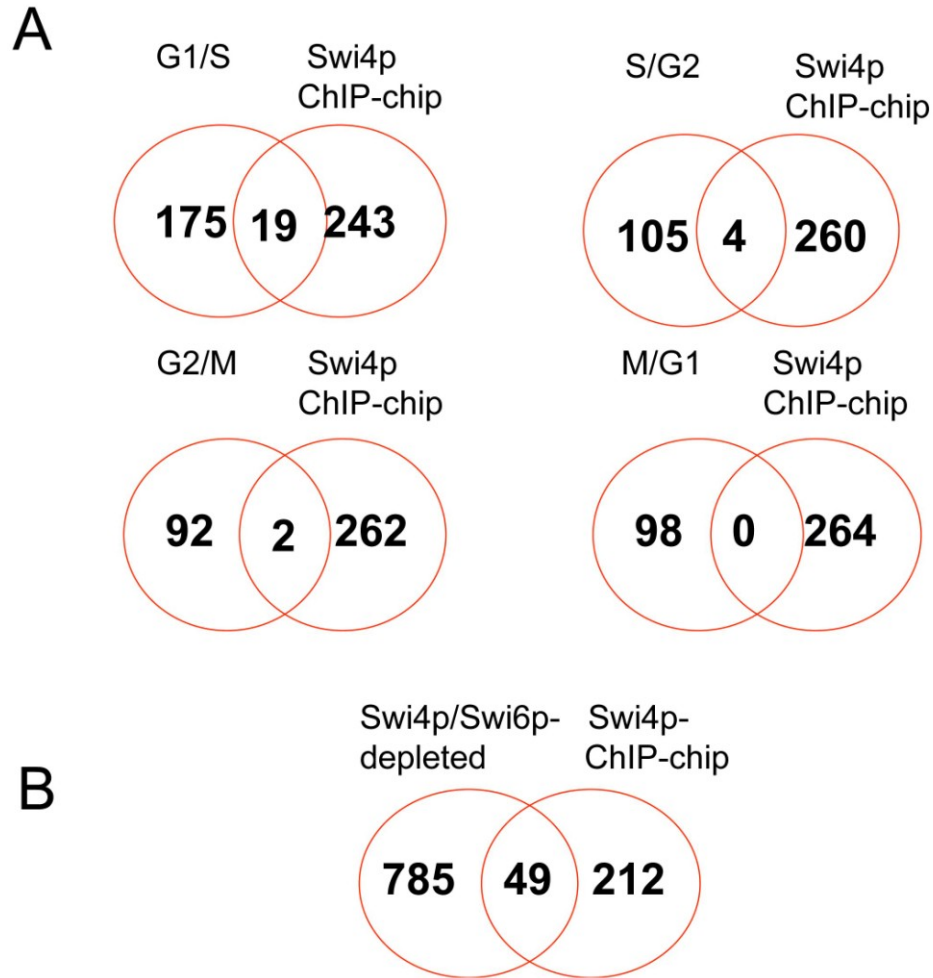 A
G1/S
Swi4p
ChIP-chip
175 19 243
S/G2
Swi4p
ChIP-chip
105 4 260
G2/M
Swi4p
ChIP-chip
92 2 262
M/G1
Swi4p
ChIP-chip
98 0 264
B
Swi4p/Swi6p-
depleted
Swi4p-
ChIP-chip
785 49 212